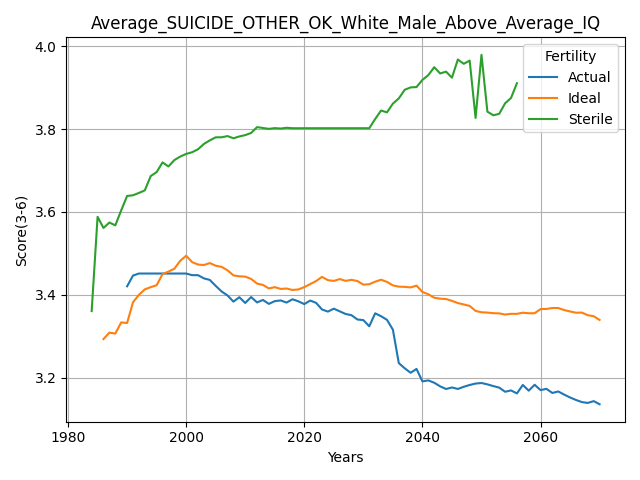 Average_SUICIDE_OTHER_OK_White_Male_Above_Average_IQ
Fertility
Actual
Ideal
Sterile
Score(3-6)
4.0
3.8
3.6
3.4
3.2
1980
2000
2020
2040
2060
Years